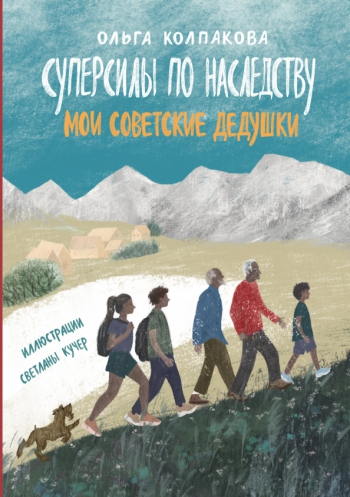 ОЛЬГА КОЛПАКОВА
СУПЕРСИЛЫ ПО НАСЛЕДСТВУ
МОИ СОВЕТСКИЕ ДЕДУШКИ
ИЛЛЮСТРАЦИИ
СВЕТЛАНЫ КУЧЕР